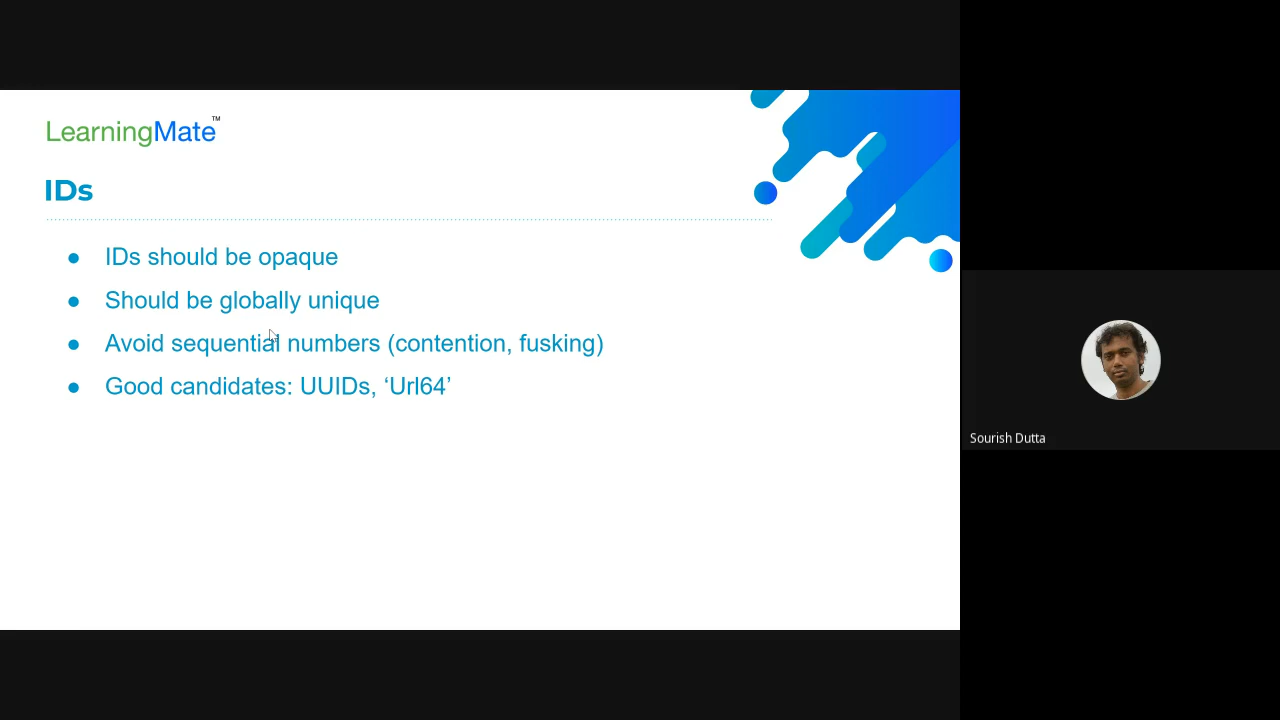 LearningMate™
IDs
● IDs should be opaque
● Should be globally unique
● Avoid sequential numbers (contention, fusking)
● Good candidates: UUIDs, ‘Url64’
Sourish Dutta